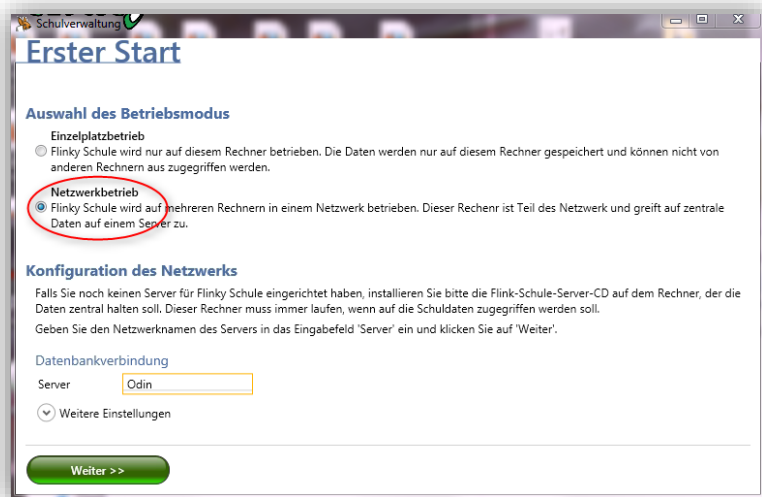 Schulverwaltung
Erster Start
Auswahl des Betriebsmodus
Einzelplatzbetrieb
Flinky Schule wird nur auf diesem Rechner betrieben. Die Daten werden nur auf diesem Rechner gespeichert und können nicht von
anderen Rechnern aus zugegriffen werden.
Netzwerkbetrieb
Flinky Schule wird auf mehreren Rechnern in einem Netzwerk betrieben. Dieser Rechenr ist Teil des Netzwerk und greift auf zentrale
Daten auf einem Server zu.
Konfiguration des Netzwerks
Falls Sie noch keinen Server für Flinky Schule eingerichtet haben, installieren Sie bitte die Flink-Schule-Server-CD auf dem Rechner, der die
Daten zentral halten soll. Dieser Rechner muss immer laufen, wenn auf die Schuldaten zugegriffen werden soll.
Geben Sie den Netzwerknamen des Servers in das Eingabefeld 'Server' ein und klicken Sie auf 'Weiter'.
Datenbankverbindung
Server Odin
Weitere Einstellungen
Weiter >>